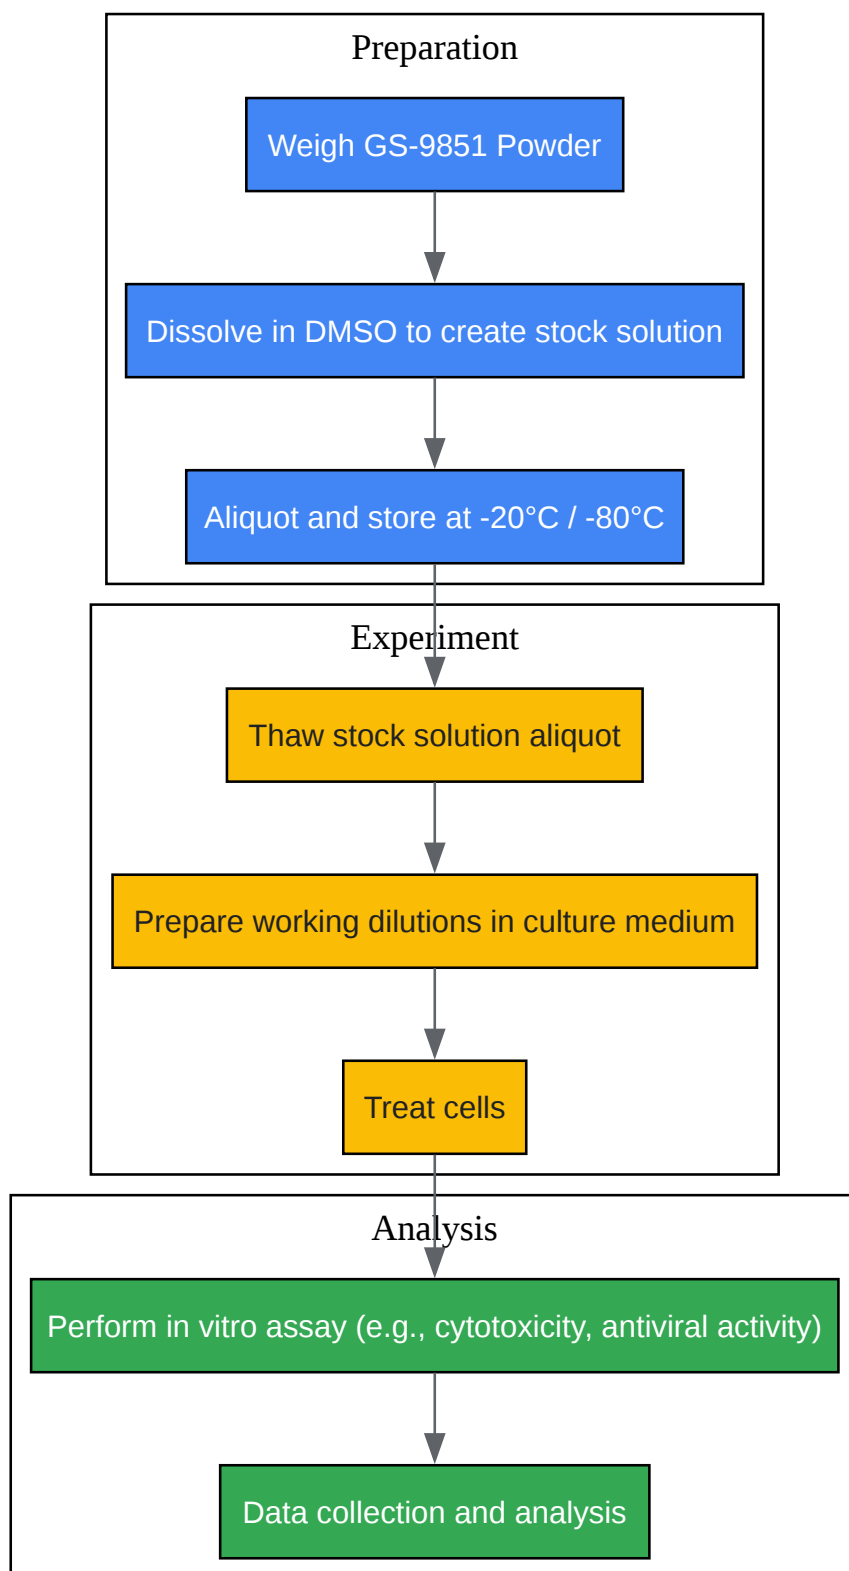 Preparation
Weigh GS-9851 Powder
Dissolve in DMSO to create stock solution
Aliquot and store at -20°C / -80°C
Experiment
Thaw stock solution aliquot
Prepare working dilutions in culture medium
Treat cells
Analysis
Perform in vitro assay (e.g., cytotoxicity, antiviral activity)
Data collection and analysis